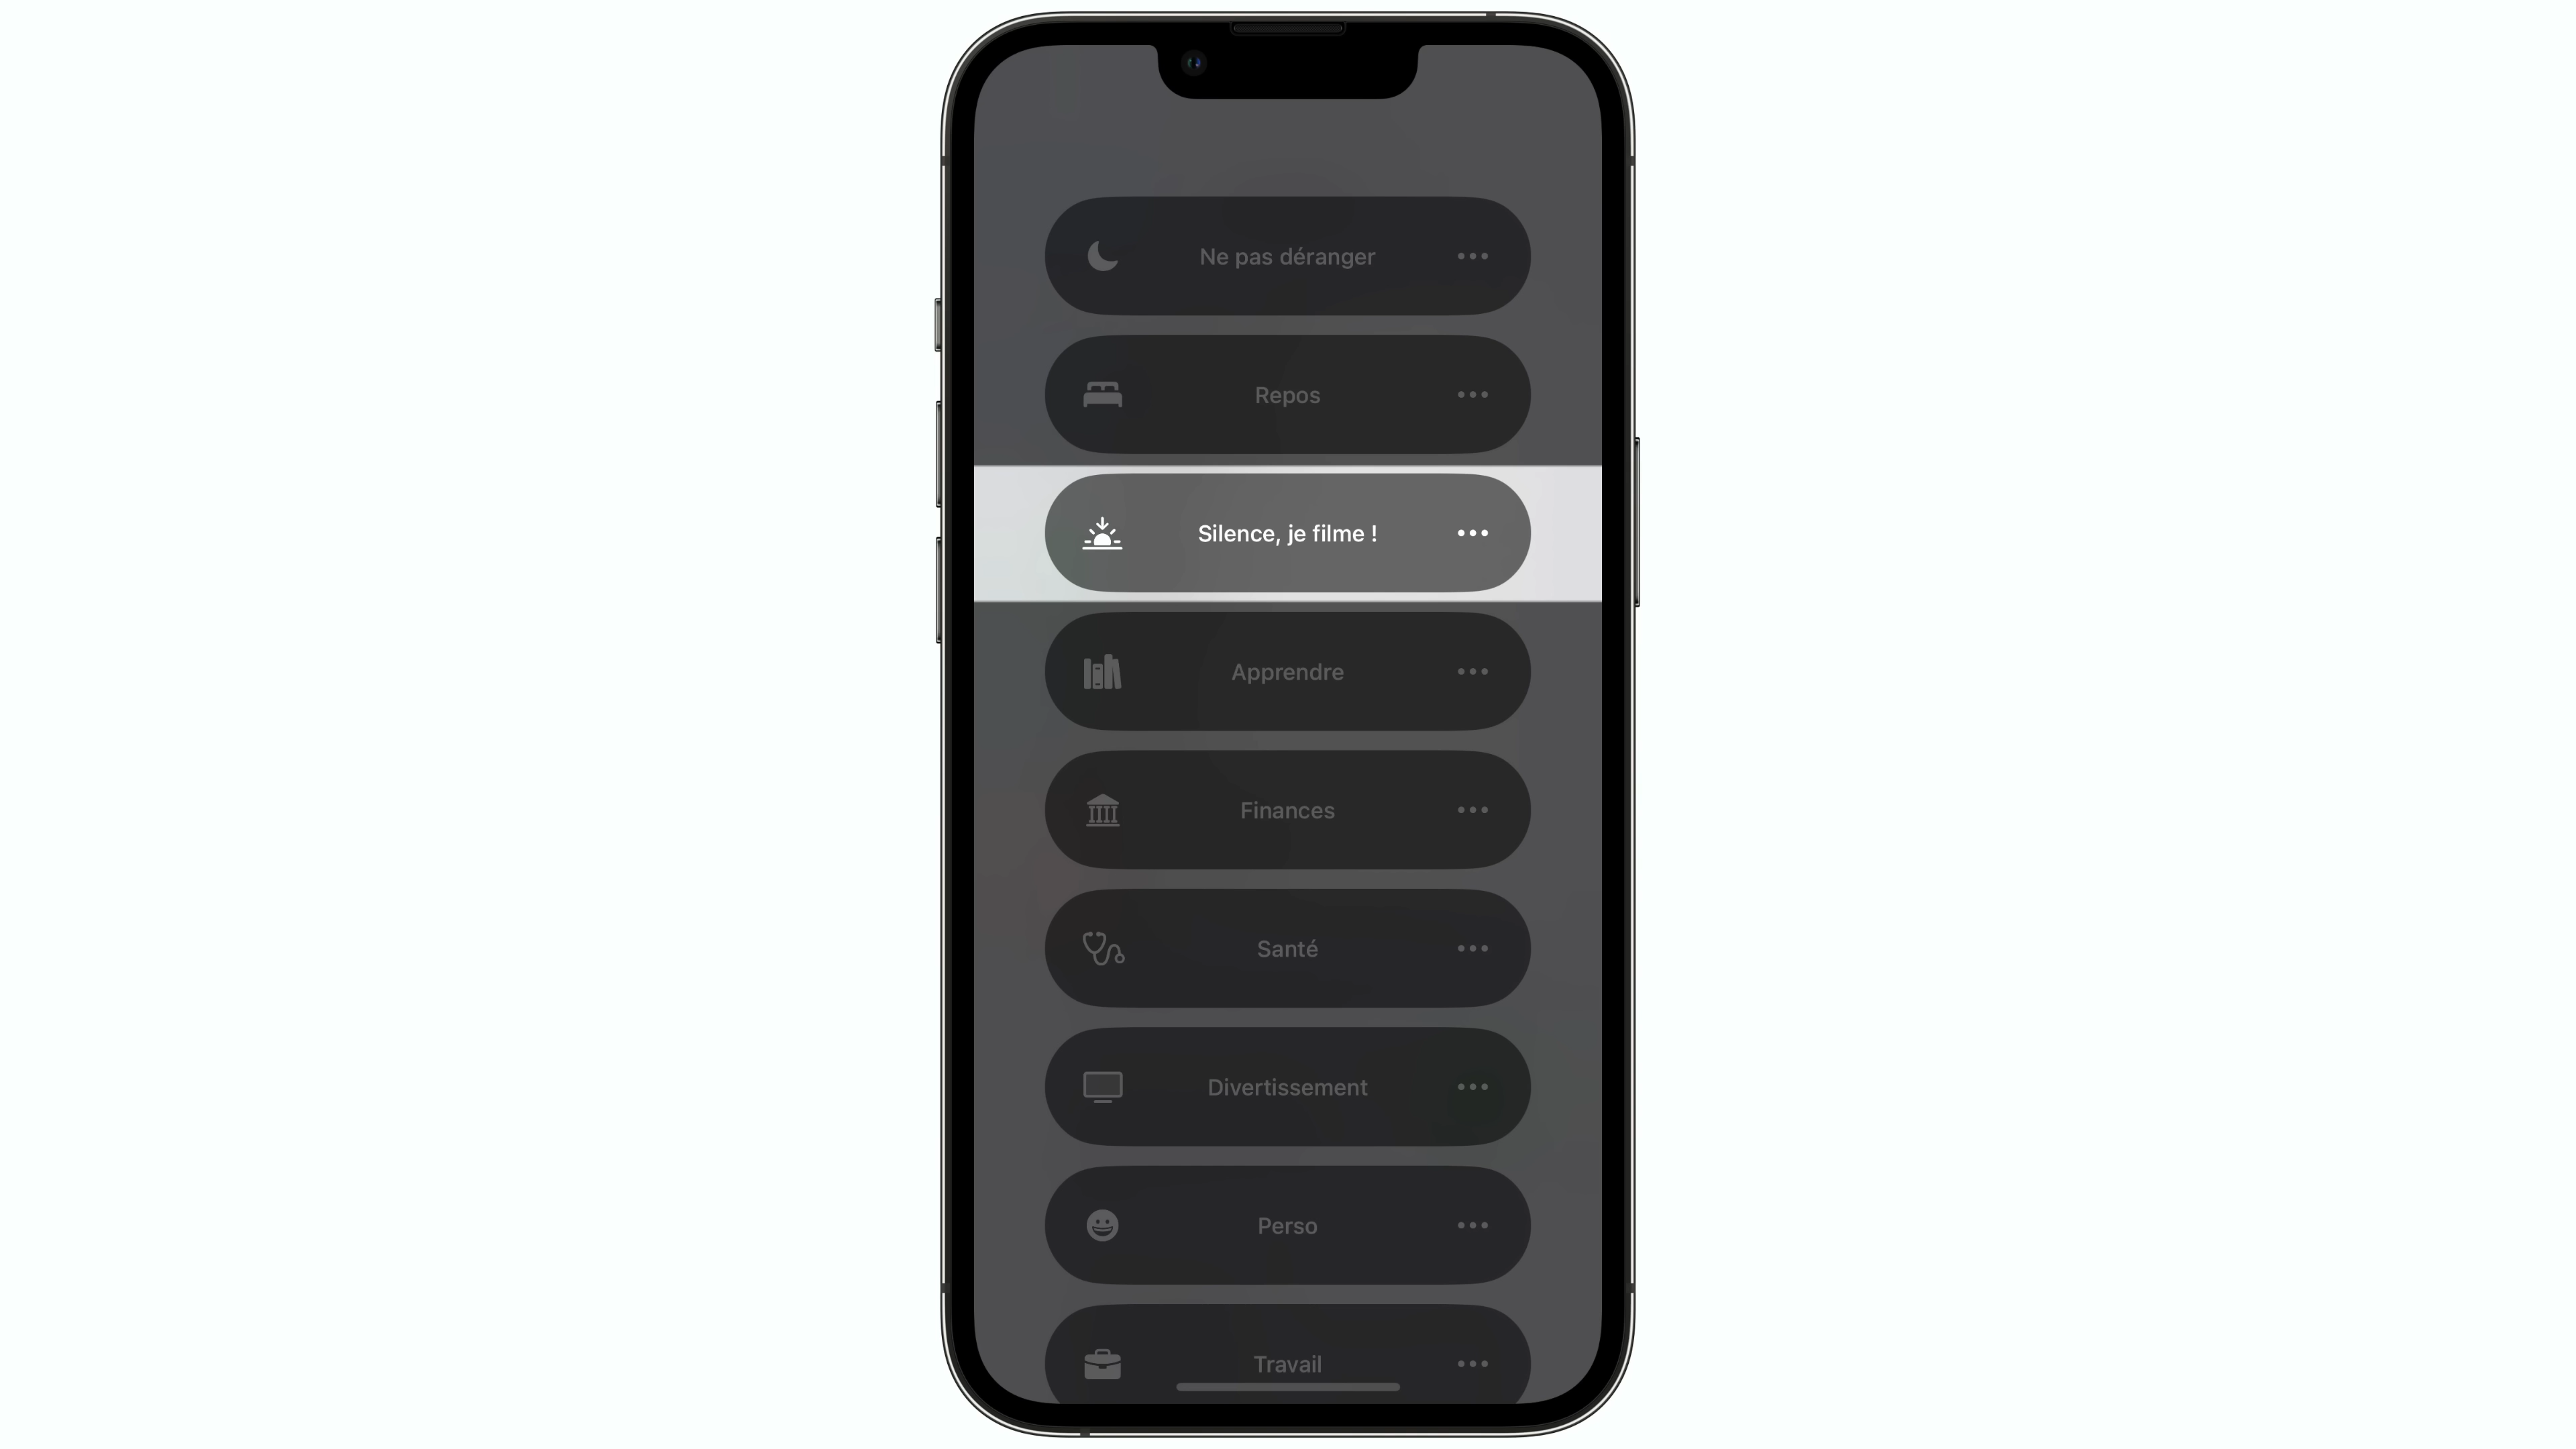 Ne pas déranger
Repos
Silence, je filme !
Apprendre
Finances
Santé
Divertissement
Perso
Travail